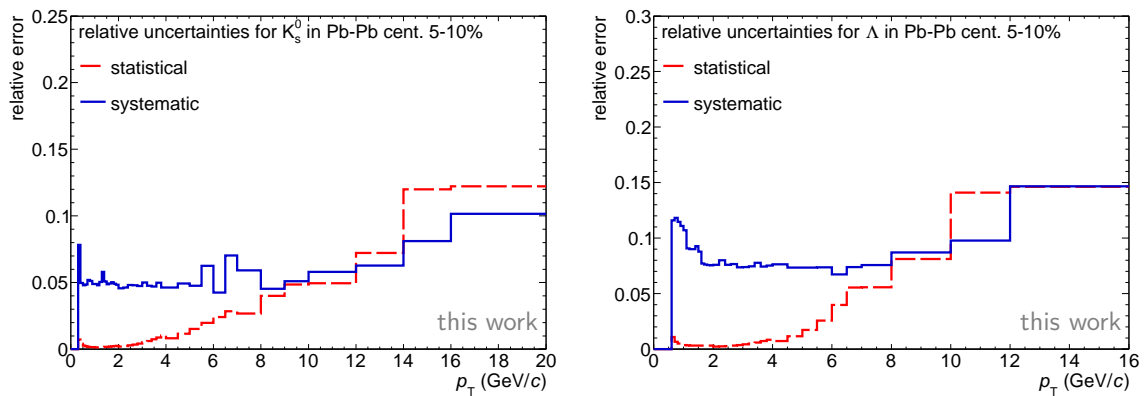 relative error
relative uncertainties for K⁰ₛ in Pb-Pb cent. 5-10%
statistical
systematic
0.25
0.2
0.15
0.1
0.05
0
this work
0 2 4 6 8 10 12 14 16 18 20
p_T (GeV/c)
relative error
relative uncertainties for Λ in Pb-Pb cent. 5-10%
statistical
systematic
0.3
0.25
0.2
0.15
0.1
0.05
0
this work
0 2 4 6 8 10 12 14 16
p_T (GeV/c)